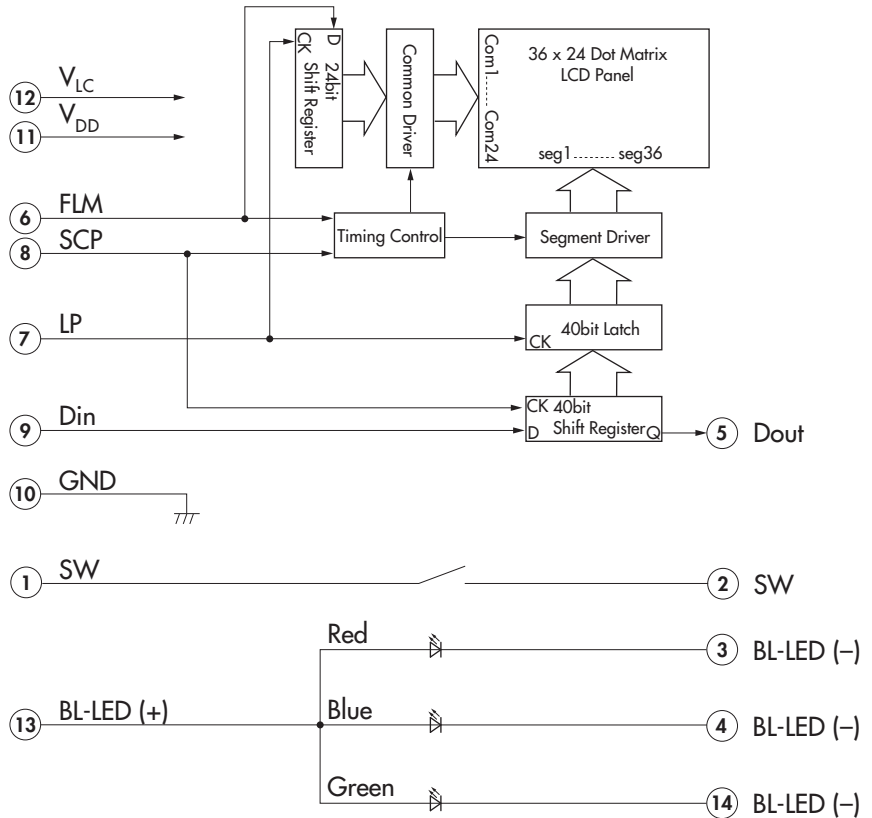 D
CK
24bit
Shift Register
Common Driver
Com1 ...... Com24
36 x 24 Dot Matrix
LCD Panel
seg1 ........ seg36
12 VLC
11 VDD
6 FLM
8 SCP
Timing Control
Segment Driver
7 LP
40bit Latch
CK
CK 40bit
D Shift Register Q
9 Din
5 Dout
10 GND
1 SW
2 SW
Red
3 BL-LED (–)
13 BL-LED (+)
Blue
4 BL-LED (–)
Green
14 BL-LED (–)